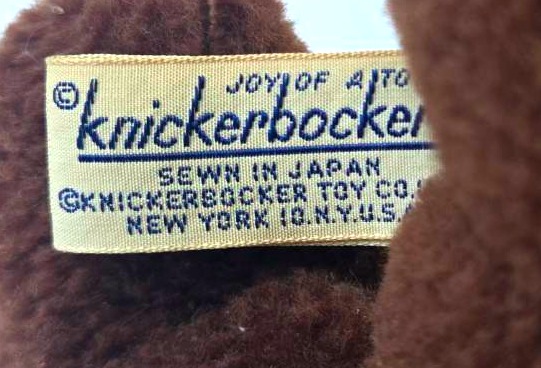 JOY OF A TO
© knickerbocker
SEWN IN JAPAN
©KNICKERBOCKER TOY CO.
NEW YORK 10.N.Y.U.S.A